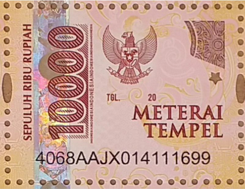 SEPULUH RIBU RUPIAH
10000
TGL. 20
METERAI
TEMPEL
4068AAJX014111699